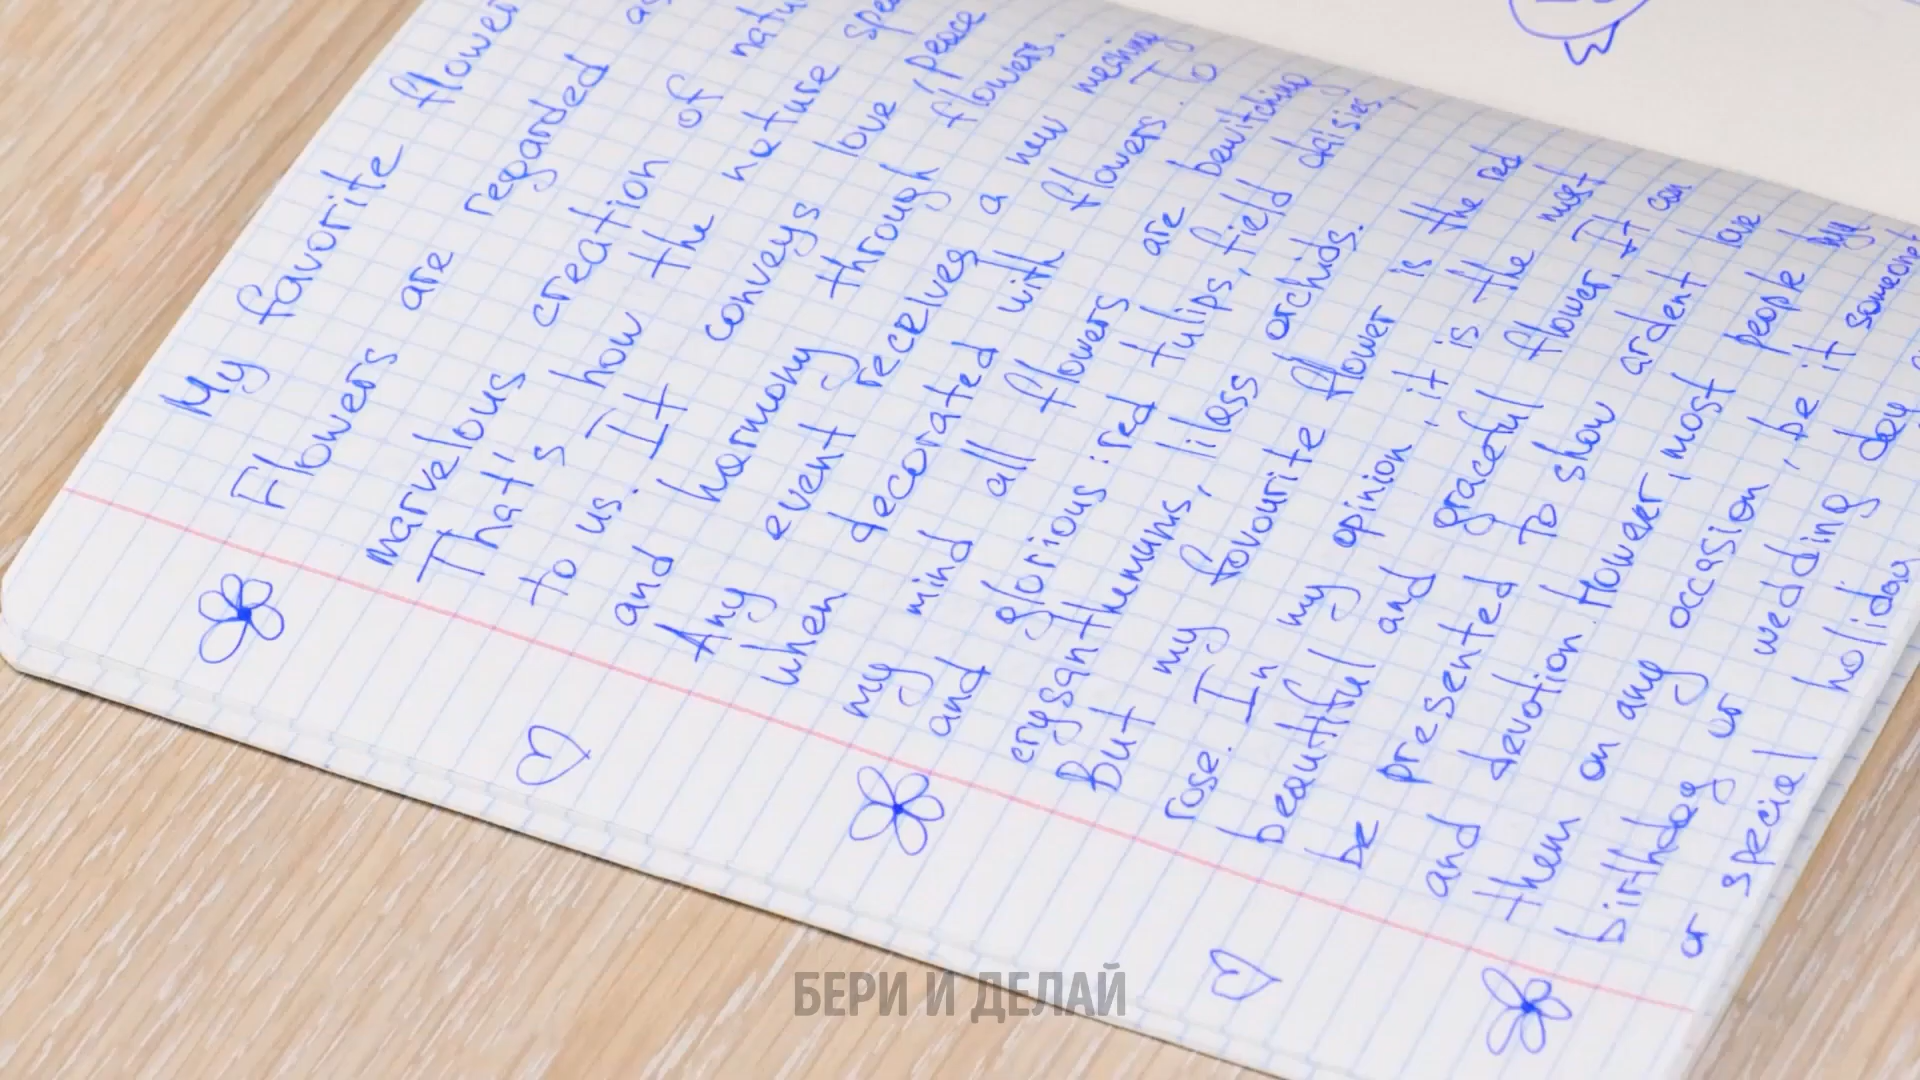 My favorite flower
Flowers are regarded as
marvelous creation of natu
That's how the nature spe
to us. It conveys love, peace
and harmony through flowers.
Any event receives a new meaning
when decorated with flowers. To
my mind all flowers are bewitching
and glorious: red tulips, field daisies,
crysanthemums, lilass orchids.
But my favourite flower is the red
rose. In my opinion, it is the most
beautiful and graceful flower. It can
be presented to show ardent love
and devotion. However, most people buy
them on any occasion, be it someone's
birthday or wedding day
or special holiday
БЕРИ И ДЕЛАЙ